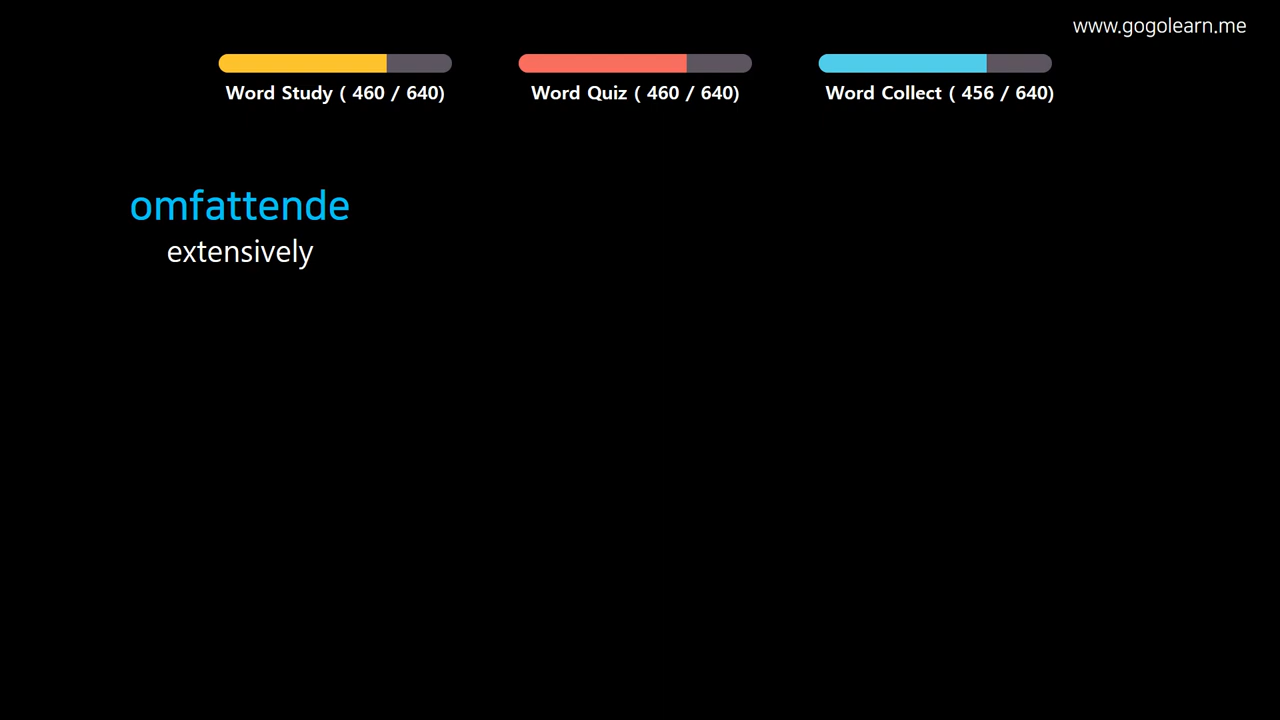 www.gogolearn.me
Word Study ( 460 / 640)
Word Quiz ( 460 / 640)
Word Collect ( 456 / 640)
omfattende
extensively